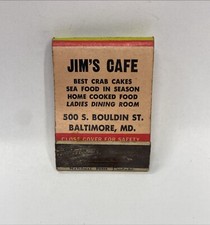 JIM'S CAFE
BEST CRAB CAKES
SEA FOOD IN SEASON
HOME COOKED FOOD
LADIES DINING ROOM
500 S. BOULDIN ST.
BALTIMORE, MD.
CLOSE COVER FOR SAFETY